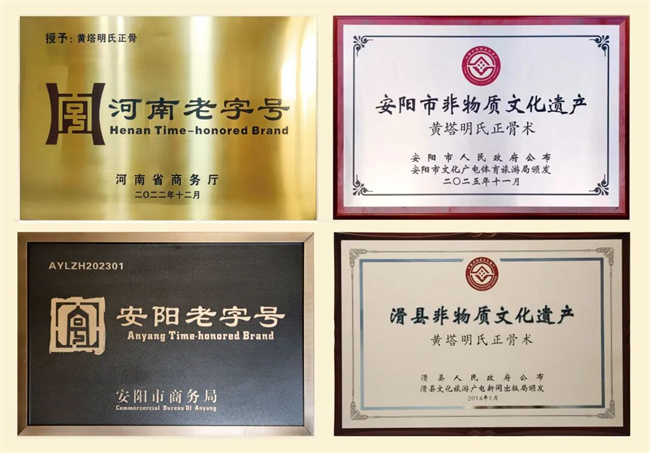 授予：黄塔明氏正骨
河南老字号
Henan Time-honored Brand
河南省商务厅
二〇二二年十二月
安阳市非物质文化遗产
黄塔明氏正骨术
安阳市人民政府公布
安阳市文化广电体育旅游局颁发
二〇二五年十一月
AYLZH202301
安阳老字号
Anyang Time-honored Brand
安阳市商务局
Commercercial Bureau Of Anyang
滑县非物质文化遗产
黄塔明氏正骨术
滑县人民政府公布
滑县文化旅游广电新闻出版局颁发
2014年1月